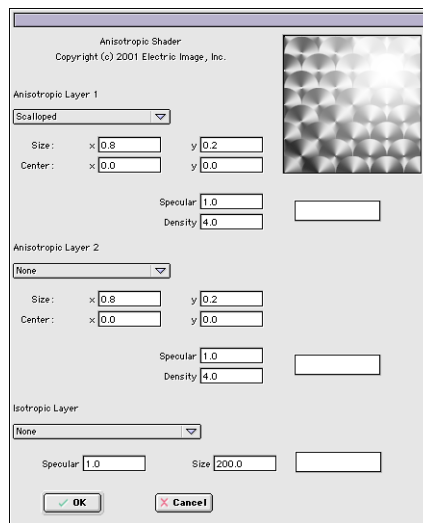 Anisotropic Shader
Copyright (c) 2001 Electric Image, Inc.
Anisotropic Layer 1
Scalloped
Size: x 0.8 y 0.2
Center: x 0.0 y 0.0
Specular 1.0
Density 4.0
Anisotropic Layer 2
None
Size: x 0.8 y 0.2
Center: x 0.0 y 0.0
Specular 1.0
Density 4.0
Isotropic Layer
None
Specular 1.0 Size 200.0
OK Cancel